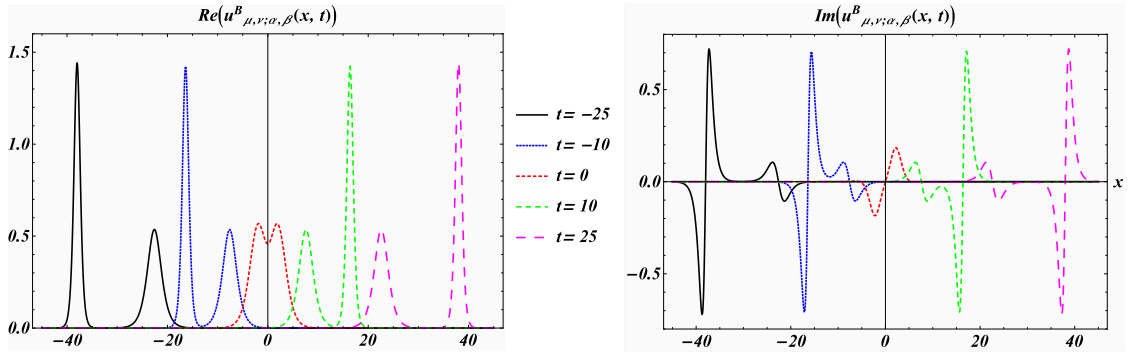 Re(u^B_{μ,ν;α,β}(x, t))
1.5
1.0
0.5
0.0
−40 −20 0 20 40
t = −25
t = −10
t = 0
t = 10
t = 25
Im(u^B_{μ,ν;α,β}(x, t))
0.5
0.0
−0.5
x
−40 −20 0 20 40